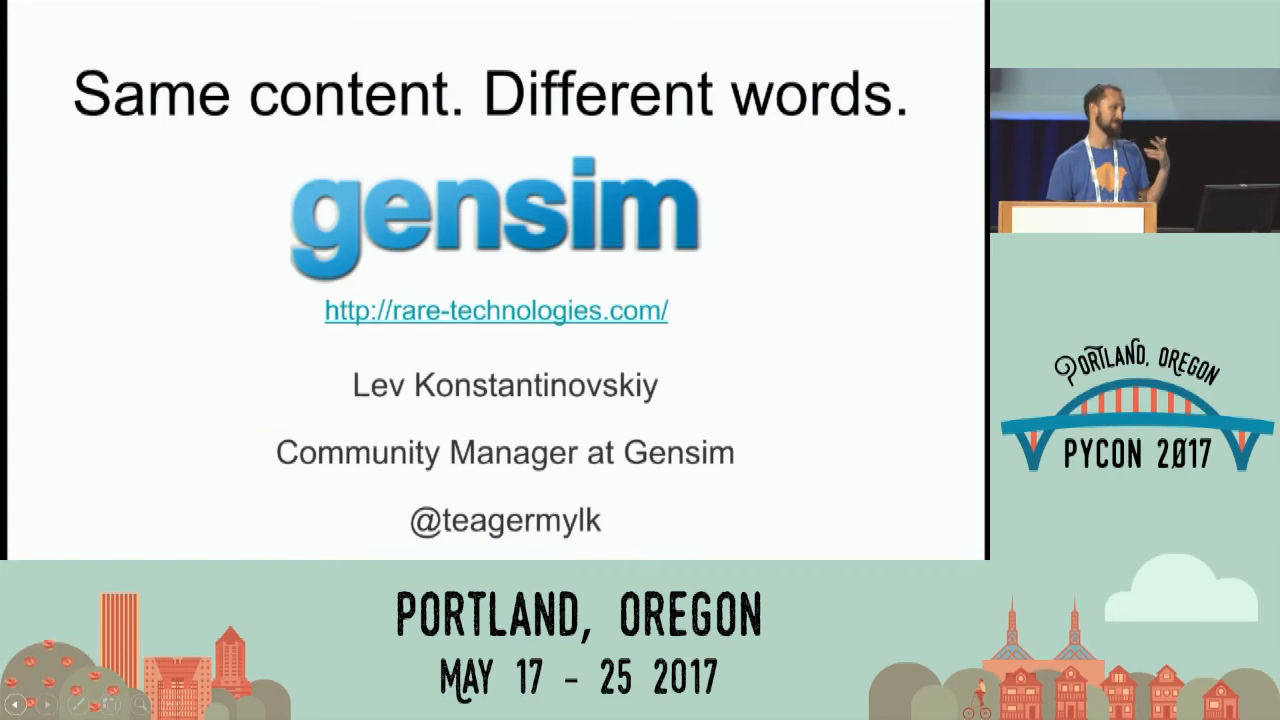 Same content. Different words.
gensim
http://rare-technologies.com/
Lev Konstantinovskiy
Community Manager at Gensim
@teagermylk
PORTLAND, OREGON
PYCON 2017
PORTLAND, OREGON
MAY 17 - 25 2017